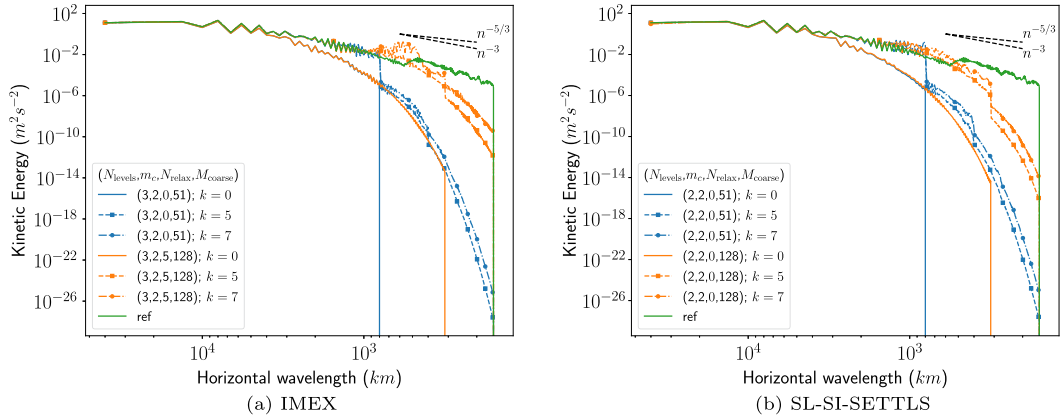 10^2
10^{-2}
10^{-6}
10^{-10}
10^{-14}
10^{-18}
10^{-22}
10^{-26}
Kinetic Energy (m^2s^{-2})
n^{-5/3}
n^{-3}
(N_levels,m_c,N_relax,M_coarse)
(3,2,0,51); k = 0
(3,2,0,51); k = 5
(3,2,0,51); k = 7
(3,2,5,128); k = 0
(3,2,5,128); k = 5
(3,2,5,128); k = 7
ref
10^4
10^3
Horizontal wavelength (km)
(a) IMEX
10^2
10^{-2}
10^{-6}
10^{-10}
10^{-14}
10^{-18}
10^{-22}
10^{-26}
Kinetic Energy (m^2s^{-2})
n^{-5/3}
n^{-3}
(N_levels,m_c,N_relax,M_coarse)
(2,2,0,51); k = 0
(2,2,0,51); k = 5
(2,2,0,51); k = 7
(2,2,0,128); k = 0
(2,2,0,128); k = 5
(2,2,0,128); k = 7
ref
10^4
10^3
Horizontal wavelength (km)
(b) SL-SI-SETTLS